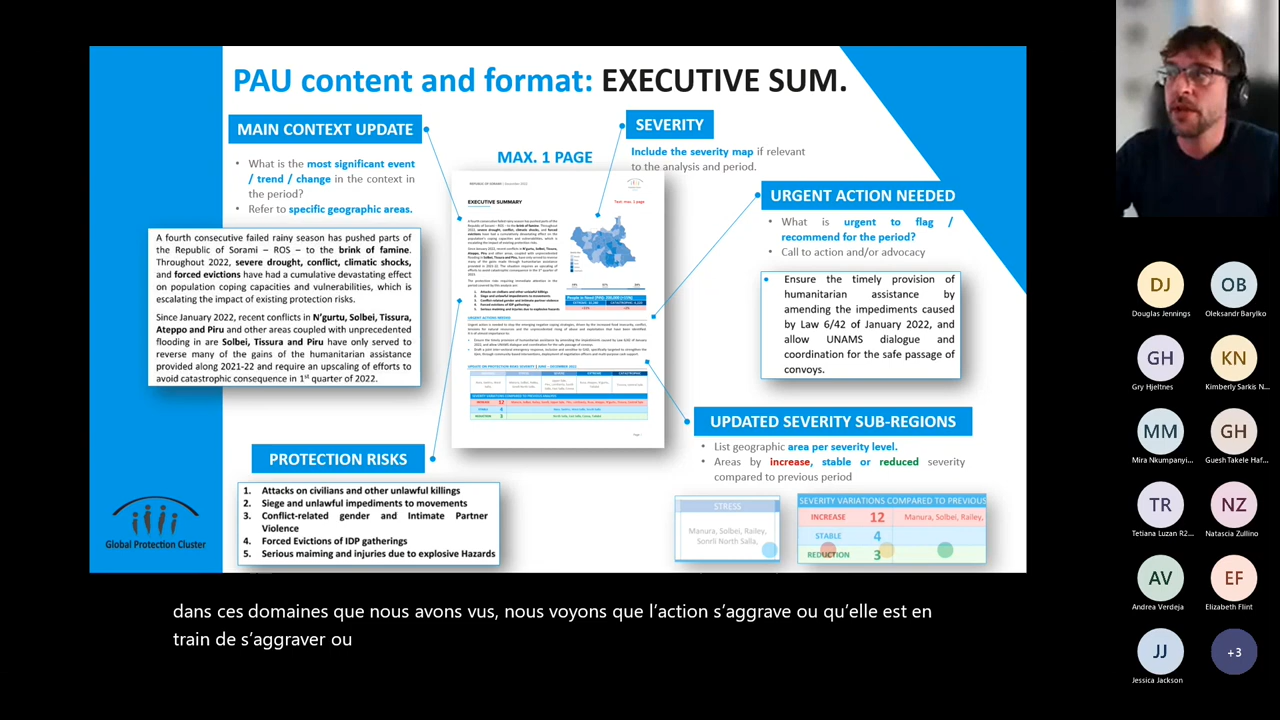 PAU content and format: EXECUTIVE SUM.
MAIN CONTEXT UPDATE
• What is the most significant event
/ trend / change in the context in
the period?
• Refer to specific geographic areas.
A fourth consecutive failed rainy season has pushed parts of
the Republic of Sorami – ROS – to the brink of famine.
Throughout 2022, severe drought, conflict, climatic shocks,
and forced evictions have had a cumulative devastating effect
on population coping capacities and vulnerabilities, which is
escalating the impact of existing protection risks.
Since January 2022, recent conflicts in N'gurtu, Solbei, Tissura,
Ateppo and Piru and other areas coupled with unprecedented
flooding in are Solbei, Tissura and Piru have only served to
reverse many of the gains of the humanitarian assistance
provided along 2021-22 and require an upscaling of efforts to
avoid catastrophic consequence in 1st quarter of 2022.
PROTECTION RISKS
1. Attacks on civilians and other unlawful killings
2. Siege and unlawful impediments to movements
3. Conflict-related gender and Intimate Partner
Violence
4. Forced Evictions of IDP gatherings
5. Serious maiming and injuries due to explosive Hazards
Global Protection Cluster
MAX. 1 PAGE
EXECUTIVE SUMMARY
SEVERITY
Include the severity map if relevant
to the analysis and period.
URGENT ACTION NEEDED
• What is urgent to flag /
recommend for the period?
• Call to action and/or advocacy
• Ensure the timely provision of
humanitarian assistance by
amending the impediments caused
by Law 6/42 of January 2022, and
allow UNAMS dialogue and
coordination for the safe passage of
convoys.
UPDATED SEVERITY SUB-REGIONS
• List geographic area per severity level.
• Areas by increase, stable or reduced severity
compared to previous period
STRESS
Manura, Solbei, Railey,
Sonrli North Salla,
SEVERITY VARIATIONS COMPARED TO PREVIOUS
INCREASE 12 Manura, Solbei, Railey,
STABLE 4
REDUCTION 3
dans ces domaines que nous avons vus, nous voyons que l'action s'aggrave ou qu'elle est en
train de s'aggraver ou
DJ
Douglas Jennings
OB
Oleksandr Barylko
GH
Gry Hjeltnes
KN
Kimberly Sarkis N...
MM
Mira Nkumpanyi...
GH
Guesh Takele Haf...
TR
Tetiana Luzan R2...
NZ
Natascia Zullino
AV
Andrea Verdeja
EF
Elizabeth Flint
JJ
Jessica Jackson
+3